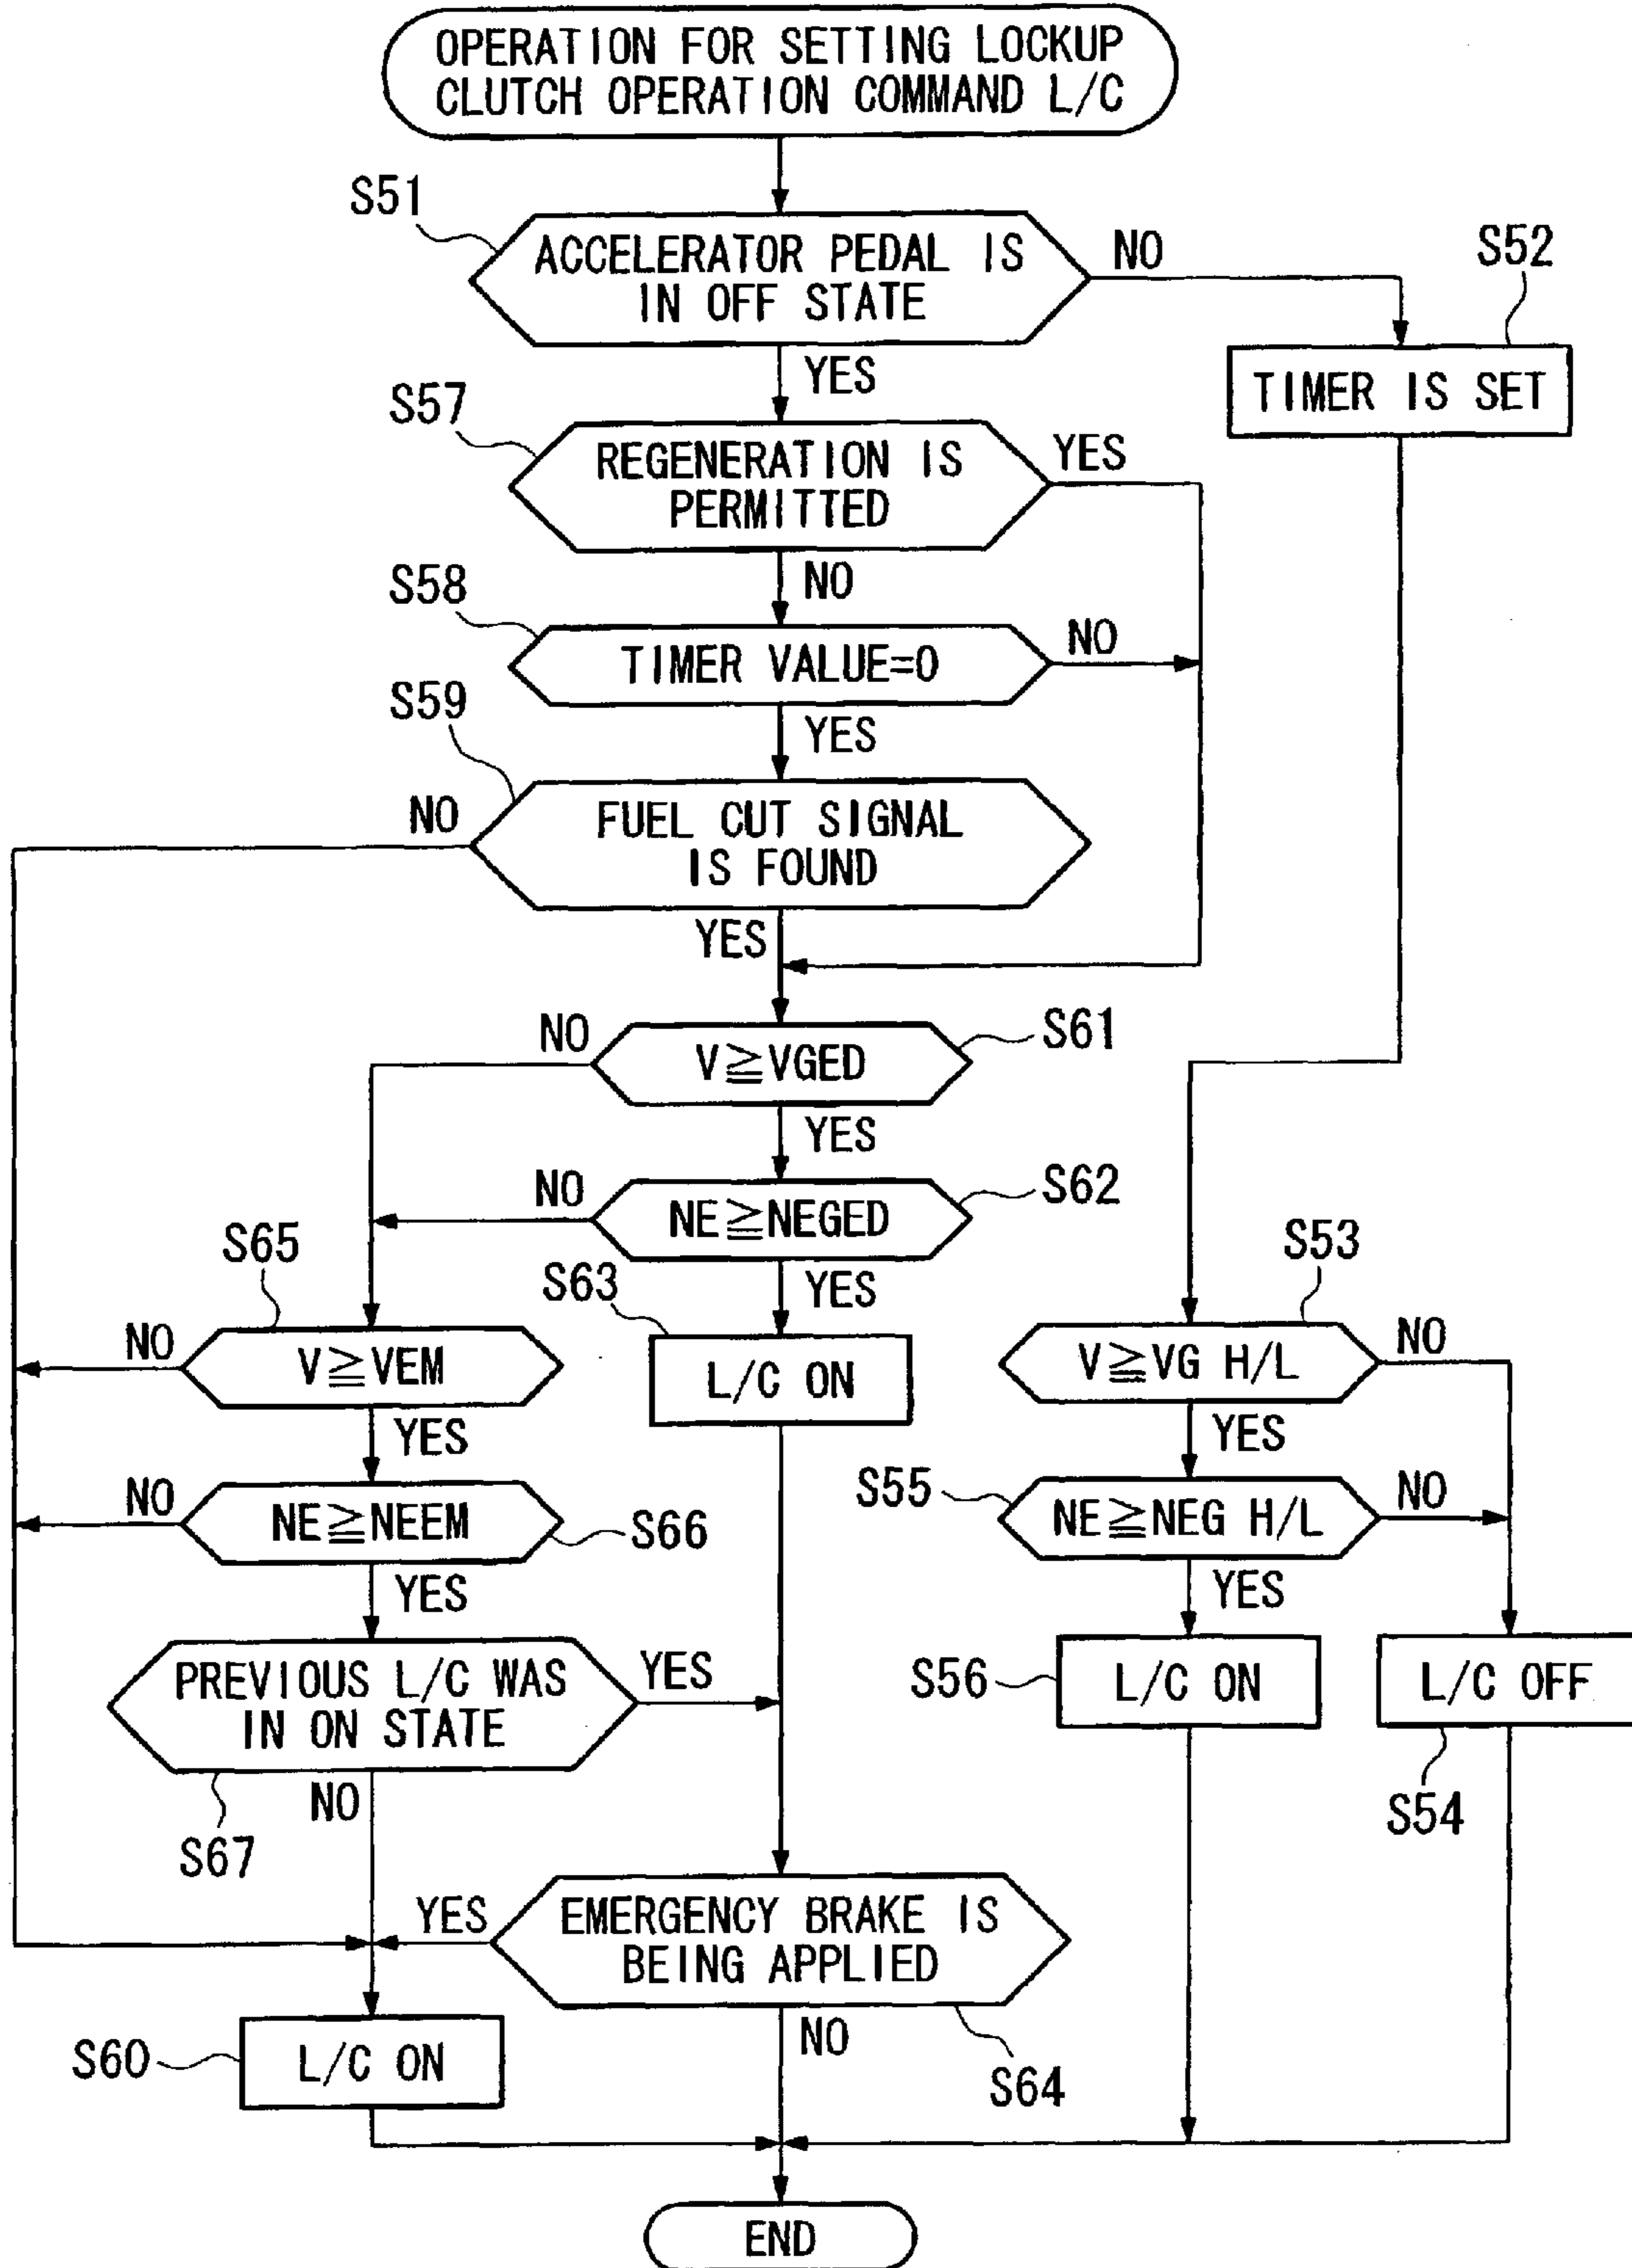 OPERATION FOR SETTING LOCKUP
CLUTCH OPERATION COMMAND L/C
S51
ACCELERATOR PEDAL IS
IN OFF STATE
NO
S52
TIMER IS SET
YES
S57
REGENERATION IS
PERMITTED
YES
NO
S58
TIMER VALUE=0
NO
YES
S59
NO
FUEL CUT SIGNAL
IS FOUND
YES
NO
V≧VGED
S61
YES
NO
NE≧NEGED
S62
YES
S65
S63
S53
NO
V≧VEM
L/C ON
V≧VG H/L
NO
YES
YES
NO
NE≧NEEM
S66
S55
NE≧NEG H/L
NO
YES
YES
PREVIOUS L/C WAS
IN ON STATE
YES
S56
L/C ON
L/C OFF
NO
S67
S54
YES
EMERGENCY BRAKE IS
BEING APPLIED
NO
S60
L/C ON
S64
END